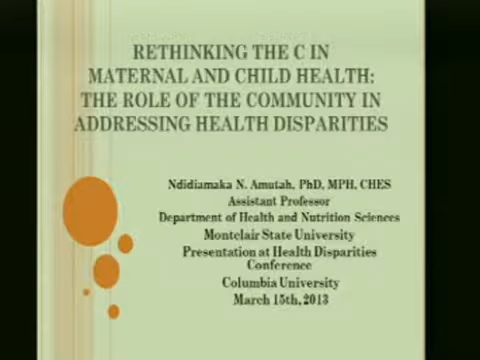 RETHINKING THE C IN
MATERNAL AND CHILD HEALTH:
THE ROLE OF THE COMMUNITY IN
ADDRESSING HEALTH DISPARITIES
Ndidiamaka N. Amutah, PhD, MPH, CHES
Assistant Professor
Department of Health and Nutrition Sciences
Montclair State University
Presentation at Health Disparities
Conference
Columbia University
March 15th, 2013